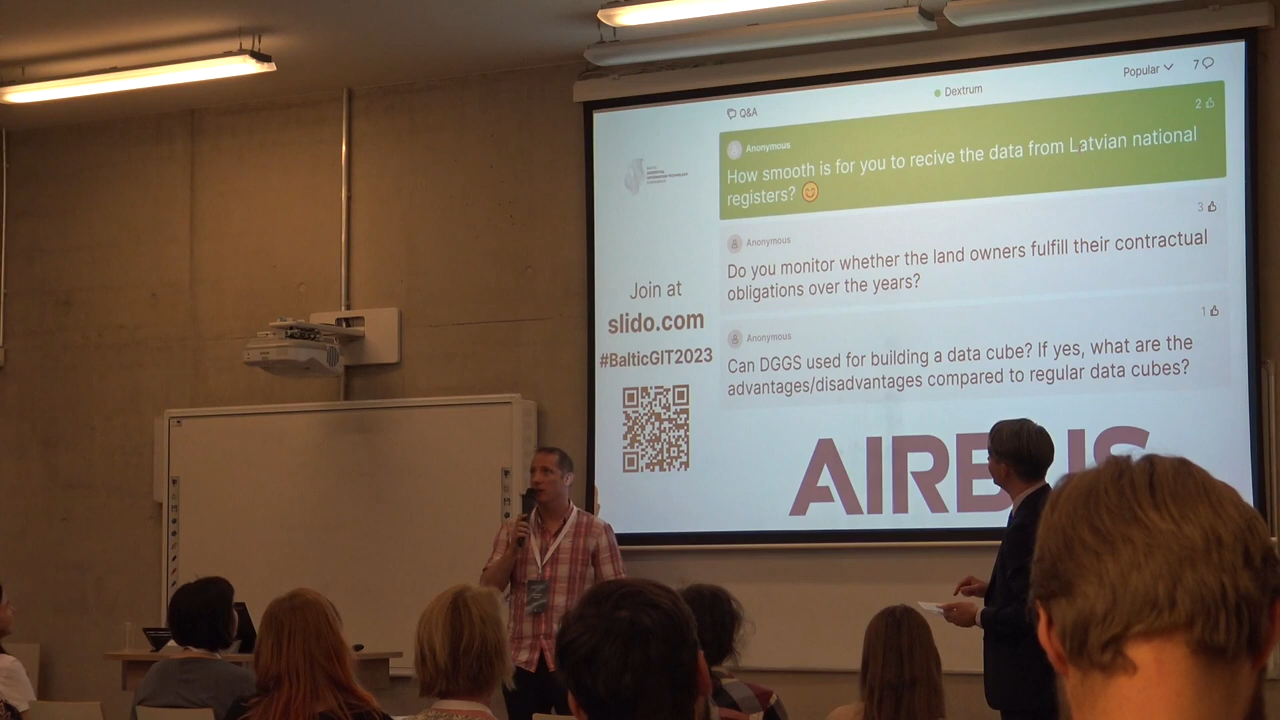 Popular 7
Dextrum
Q&A
2
Anonymous
How smooth is for you to recive the data from Latvian national
registers? 😊
3
Anonymous
Do you monitor whether the land owners fulfill their contractual
obligations over the years?
1
Anonymous
Can DGGS used for building a data cube? If yes, what are the
advantages/disadvantages compared to regular data cubes?
Join at
slido.com
#BalticGIT2023